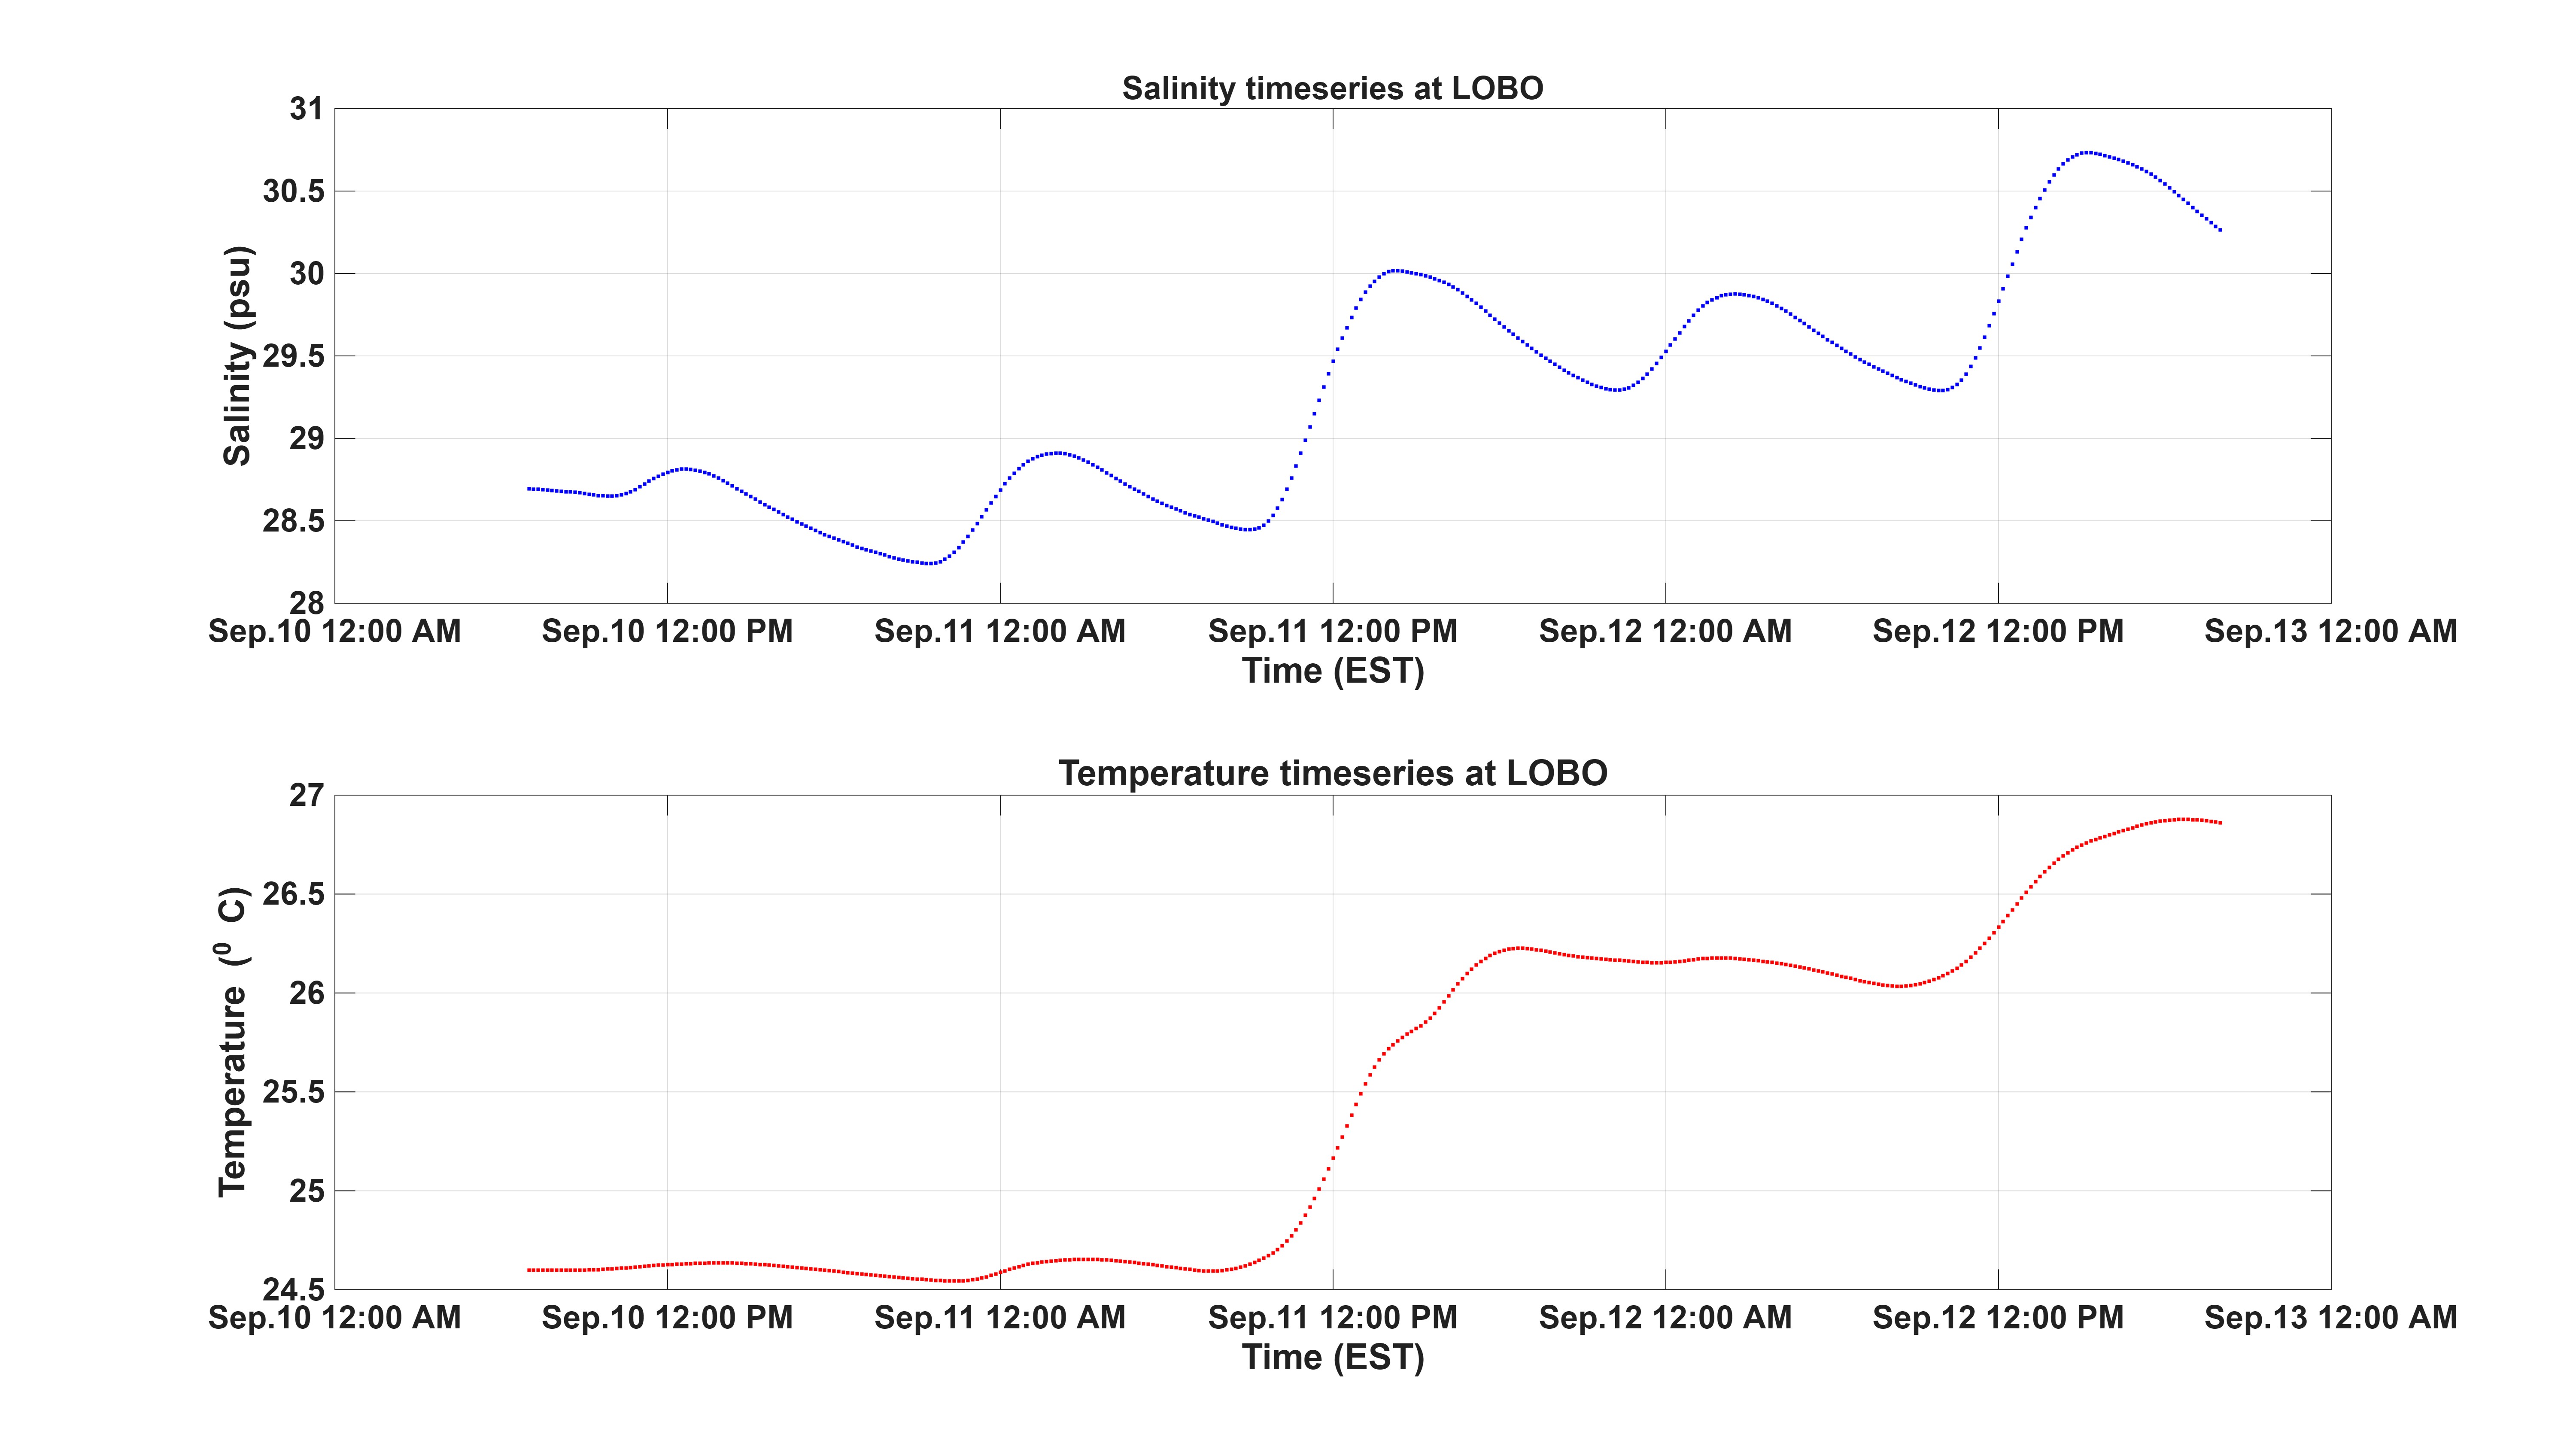 Salinity timeseries at LOBO
31
30.5
30
29.5
29
28.5
28
Salinity (psu)
Sep.10 12:00 AM Sep.10 12:00 PM Sep.11 12:00 AM Sep.11 12:00 PM Sep.12 12:00 AM Sep.12 12:00 PM Sep.13 12:00 AM
Time (EST)
Temperature timeseries at LOBO
27
26.5
26
25.5
25
24.5
Temperature (⁰ C)
Sep.10 12:00 AM Sep.10 12:00 PM Sep.11 12:00 AM Sep.11 12:00 PM Sep.12 12:00 AM Sep.12 12:00 PM Sep.13 12:00 AM
Time (EST)